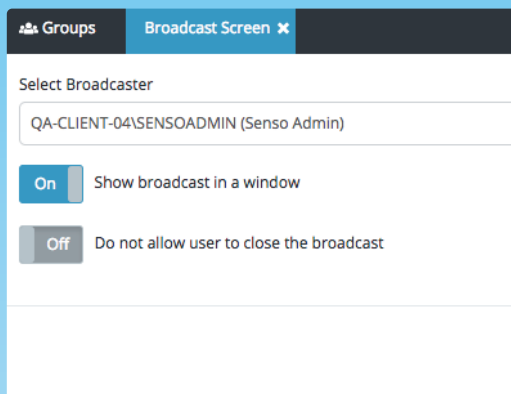 Groups
Broadcast Screen ×
Select Broadcaster
QA-CLIENT-04\SENSOADMIN (Senso Admin)
On Show broadcast in a window
Off Do not allow user to close the broadcast